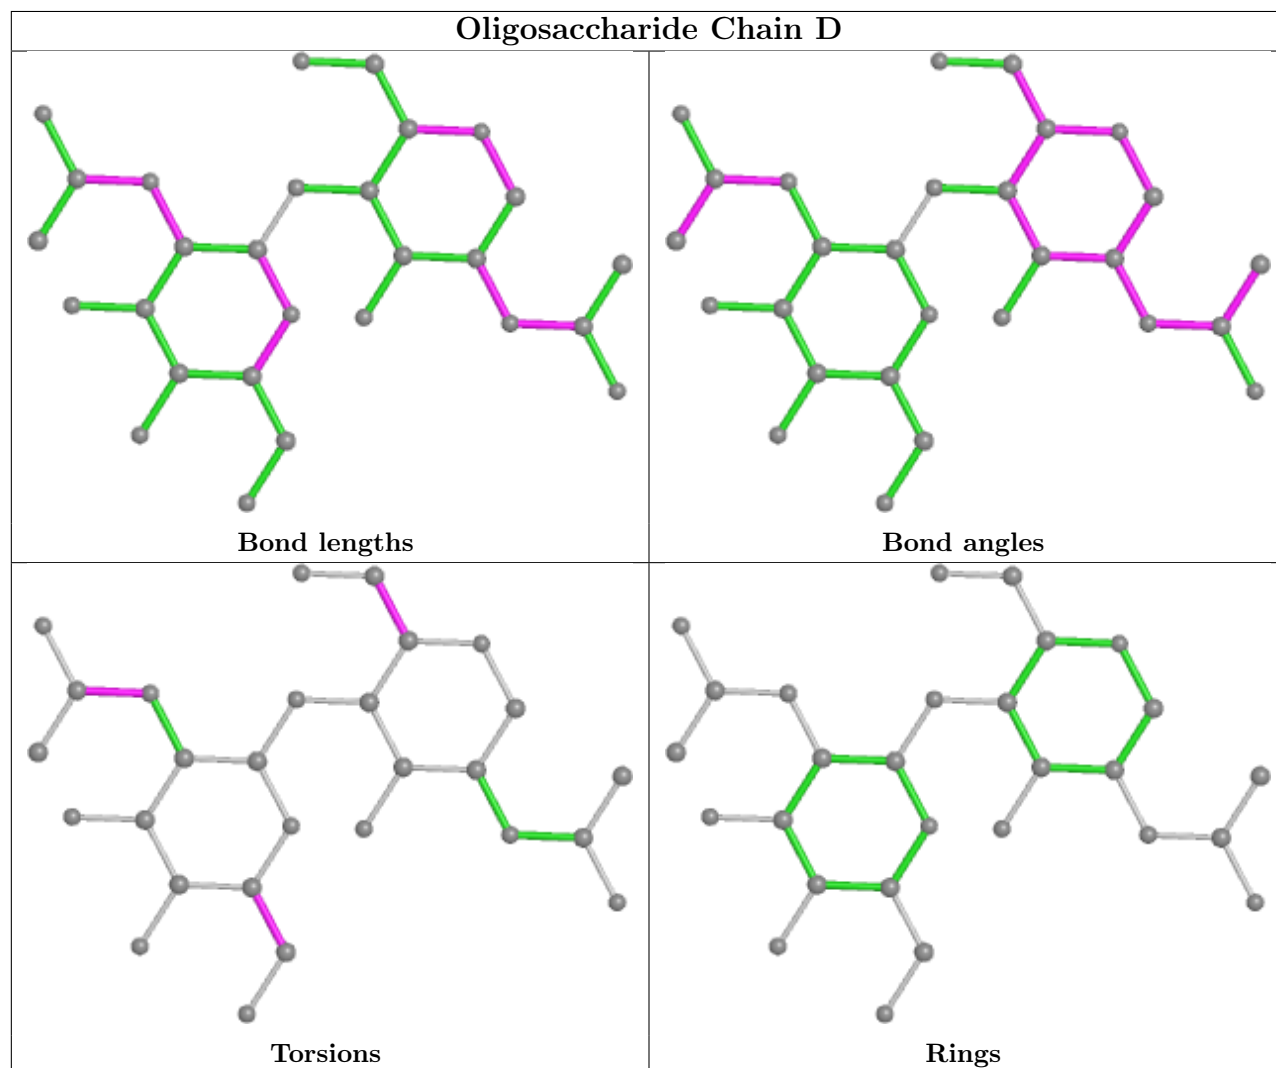 Oligosaccharide Chain D
Bond lengths
Bond angles
Torsions
Rings